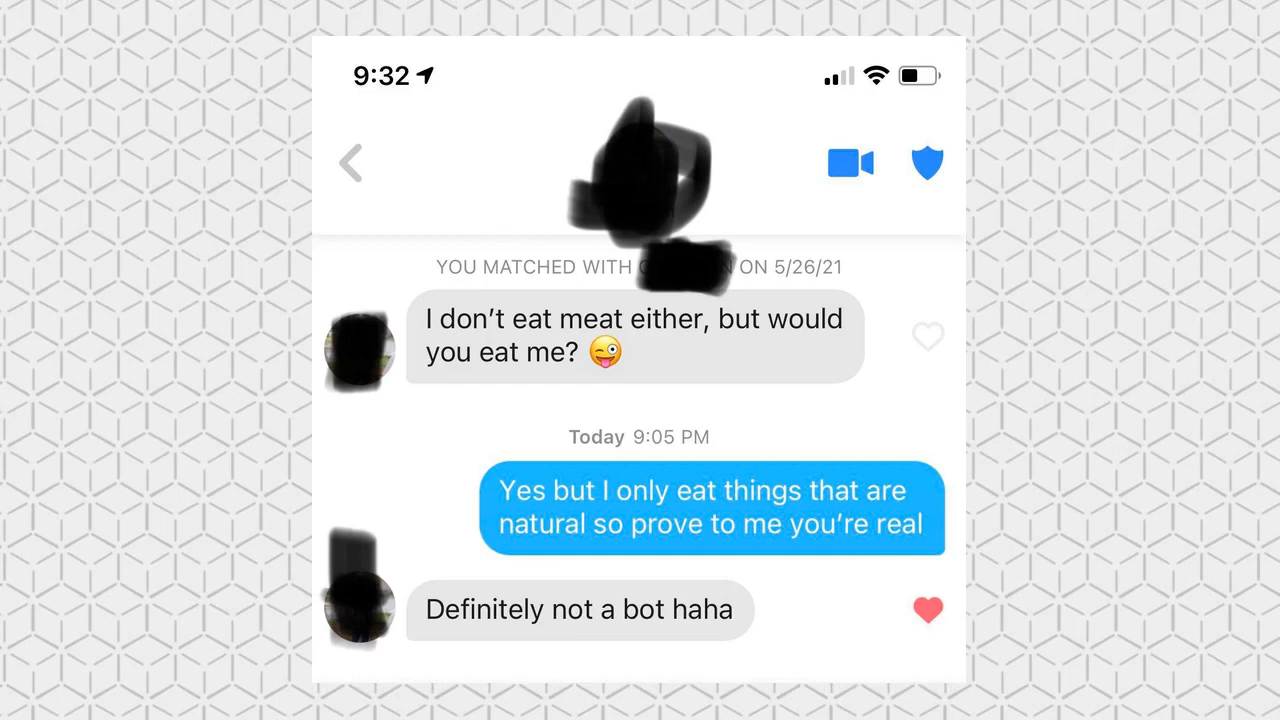 9:32
YOU MATCHED WITH ON 5/26/21
I don’t eat meat either, but would
you eat me? 😜
Today 9:05 PM
Yes but I only eat things that are
natural so prove to me you’re real
Definitely not a bot haha